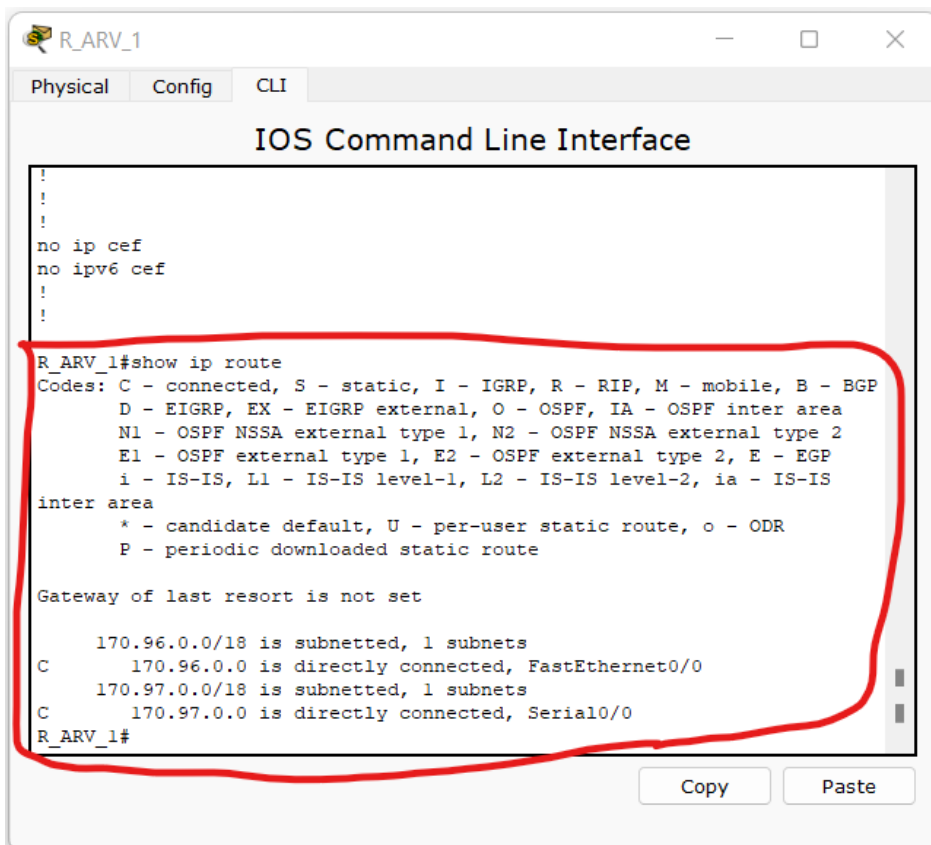 R_ARV_1
Physical Config CLI
IOS Command Line Interface
!
!
!
no ip cef
no ipv6 cef
!
!
R_ARV_1#show ip route
Codes: C - connected, S - static, I - IGRP, R - RIP, M - mobile, B - BGP
D - EIGRP, EX - EIGRP external, O - OSPF, IA - OSPF inter area
N1 - OSPF NSSA external type 1, N2 - OSPF NSSA external type 2
E1 - OSPF external type 1, E2 - OSPF external type 2, E - EGP
i - IS-IS, L1 - IS-IS level-1, L2 - IS-IS level-2, ia - IS-IS
inter area
* - candidate default, U - per-user static route, o - ODR
P - periodic downloaded static route
Gateway of last resort is not set
170.96.0.0/18 is subnetted, 1 subnets
C 170.96.0.0 is directly connected, FastEthernet0/0
170.97.0.0/18 is subnetted, 1 subnets
C 170.97.0.0 is directly connected, Serial0/0
R_ARV_1#
Copy Paste